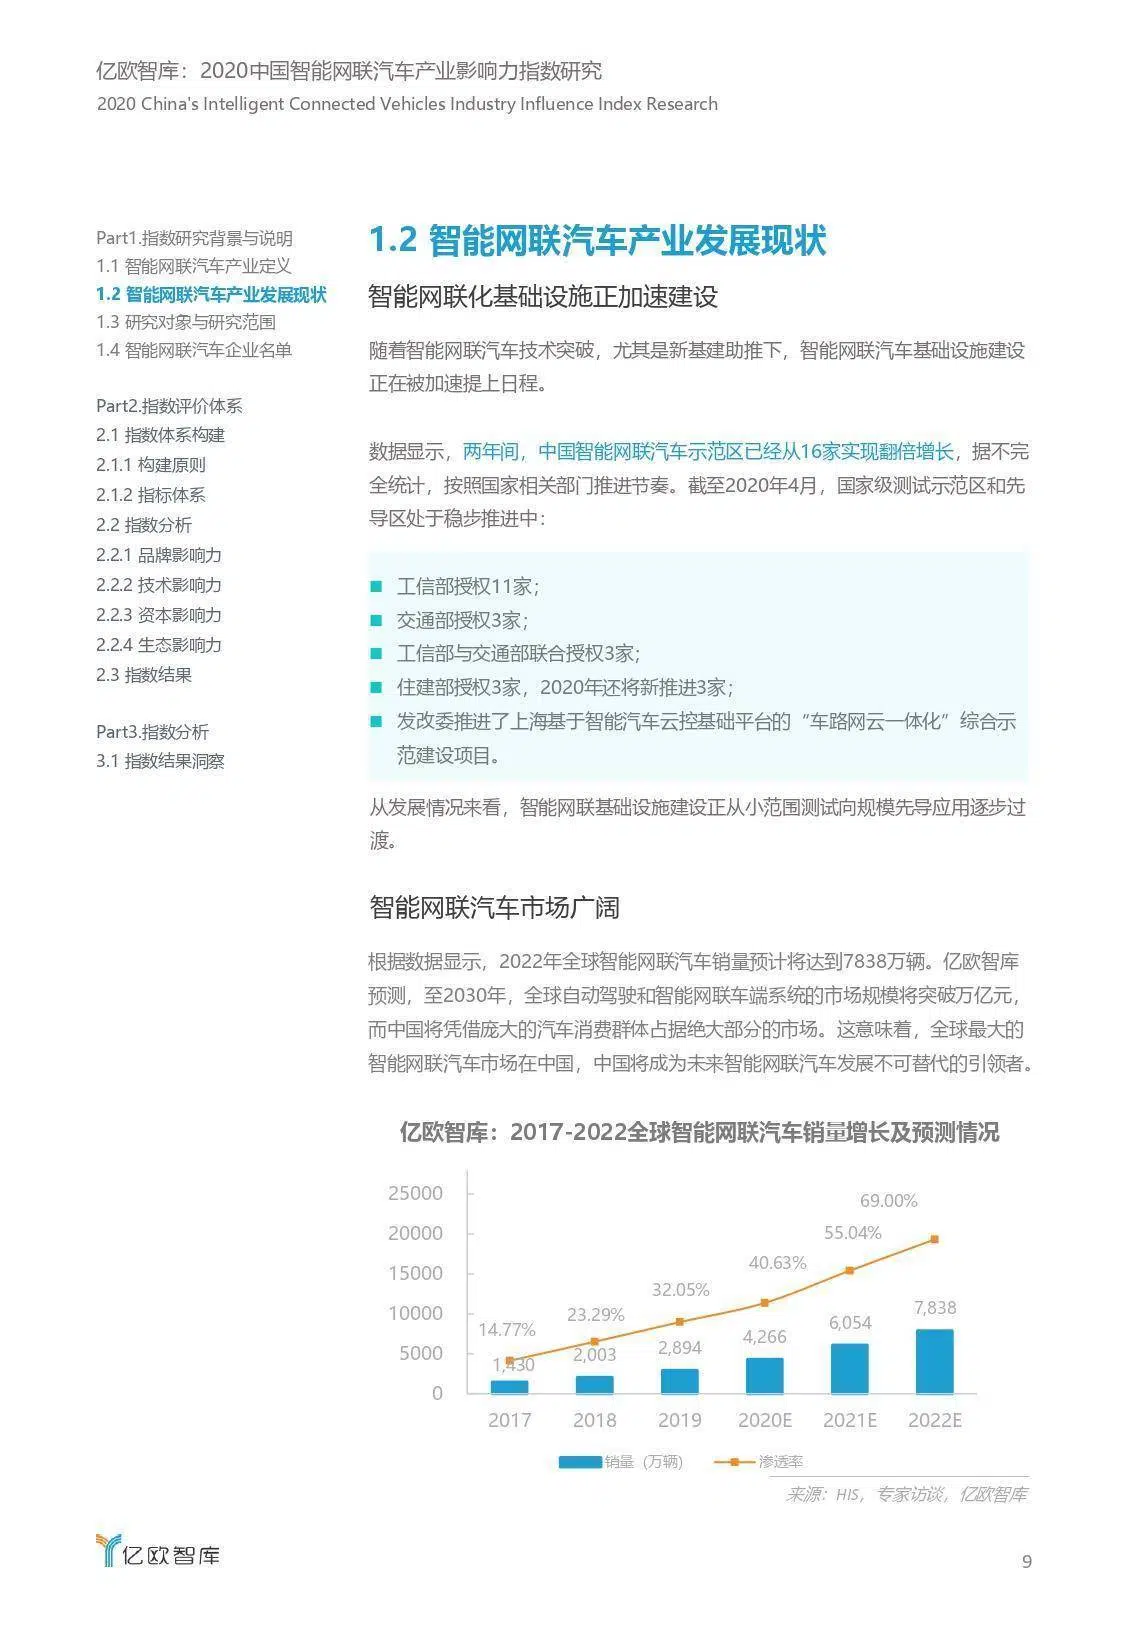 亿欧智库：2020中国智能网联汽车产业影响力指数研究
2020 China's Intelligent Connected Vehicles Industry Influence Index Research
Part1.指数研究背景与说明
1.1 智能网联汽车产业定义
1.2 智能网联汽车产业发展现状
1.3 研究对象与研究范围
1.4 智能网联汽车企业名单
Part2.指数评价体系
2.1 指数体系构建
2.1.1 构建原则
2.1.2 指标体系
2.2 指数分析
2.2.1 品牌影响力
2.2.2 技术影响力
2.2.3 资本影响力
2.2.4 生态影响力
2.3 指数结果
Part3.指数分析
3.1 指数结果洞察
1.2 智能网联汽车产业发展现状
智能网联化基础设施正加速建设
随着智能网联汽车技术突破，尤其是新基建助推下，智能网联汽车基础设施建设
正在被加速提上日程。
数据显示，两年间，中国智能网联汽车示范区已经从16家实现翻倍增长，据不完
全统计，按照国家相关部门推进节奏。截至2020年4月，国家级测试示范区和先
导区处于稳步推进中：
■ 工信部授权11家；
■ 交通部授权3家；
■ 工信部与交通部联合授权3家；
■ 住建部授权3家，2020年还将新推进3家；
■ 发改委推进了上海基于智能汽车云控基础平台的“车路网云一体化”综合示
范建设项目。
从发展情况来看，智能网联基础设施建设正从小范围测试向规模先导应用逐步过
渡。
智能网联汽车市场广阔
根据数据显示，2022年全球智能网联汽车销量预计将达到7838万辆。亿欧智库
预测，至2030年，全球自动驾驶和智能网联车端系统的市场规模将突破万亿元，
而中国将凭借庞大的汽车消费群体占据绝大部分的市场。这意味着，全球最大的
智能网联汽车市场在中国，中国将成为未来智能网联汽车发展不可替代的引领者。
亿欧智库：2017-2022全球智能网联汽车销量增长及预测情况
25000
20000
15000
10000
5000
0
14.77%
23.29%
32.05%
40.63%
55.04%
69.00%
1,430
2,003
2,894
4,266
6,054
7,838
2017 2018 2019 2020E 2021E 2022E
销量（万辆） 渗透率
来源：HIS，专家访谈，亿欧智库
亿欧智库
9